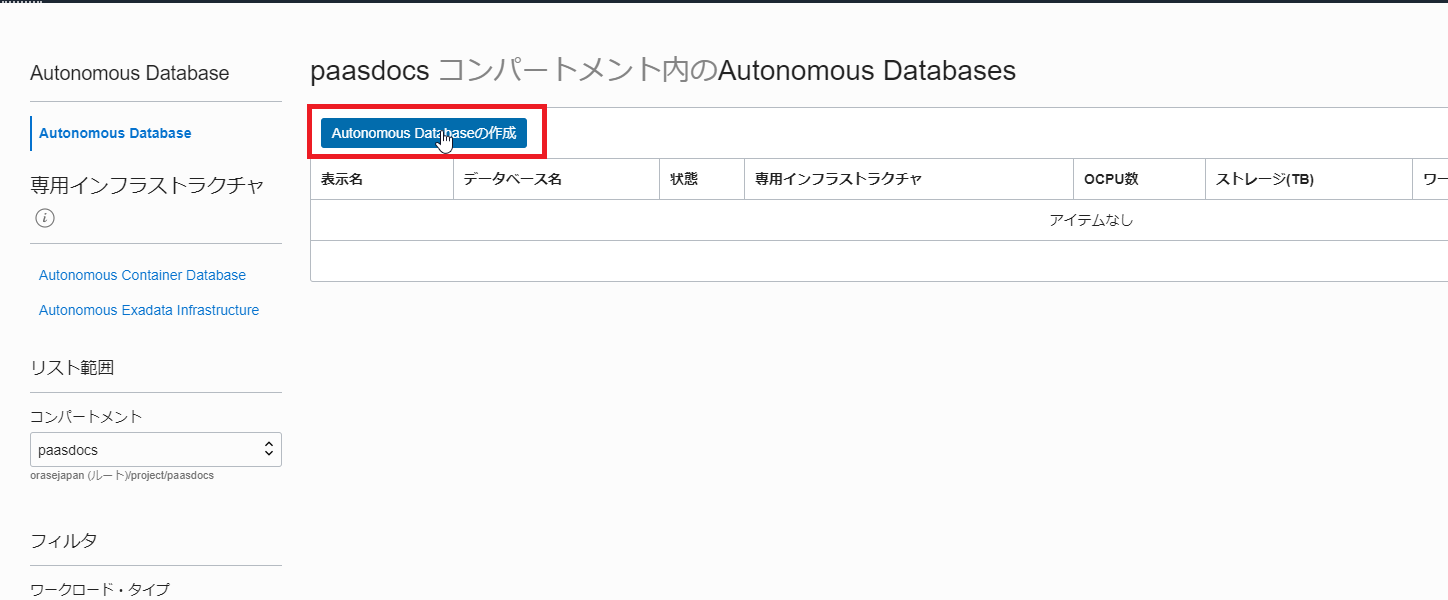 Autonomous Database
Autonomous Database
専用インフラストラクチャ
i
Autonomous Container Database
Autonomous Exadata Infrastructure
リスト範囲
コンパートメント
paasdocs
orasejapan (ルート)/project/paasdocs
フィルタ
ワークロード・タイプ
paasdocs コンパートメント内のAutonomous Databases
Autonomous Databaseの作成
表示名 データベース名 状態 専用インフラストラクチャ OCPU数 ストレージ(TB) ワー
アイテムなし